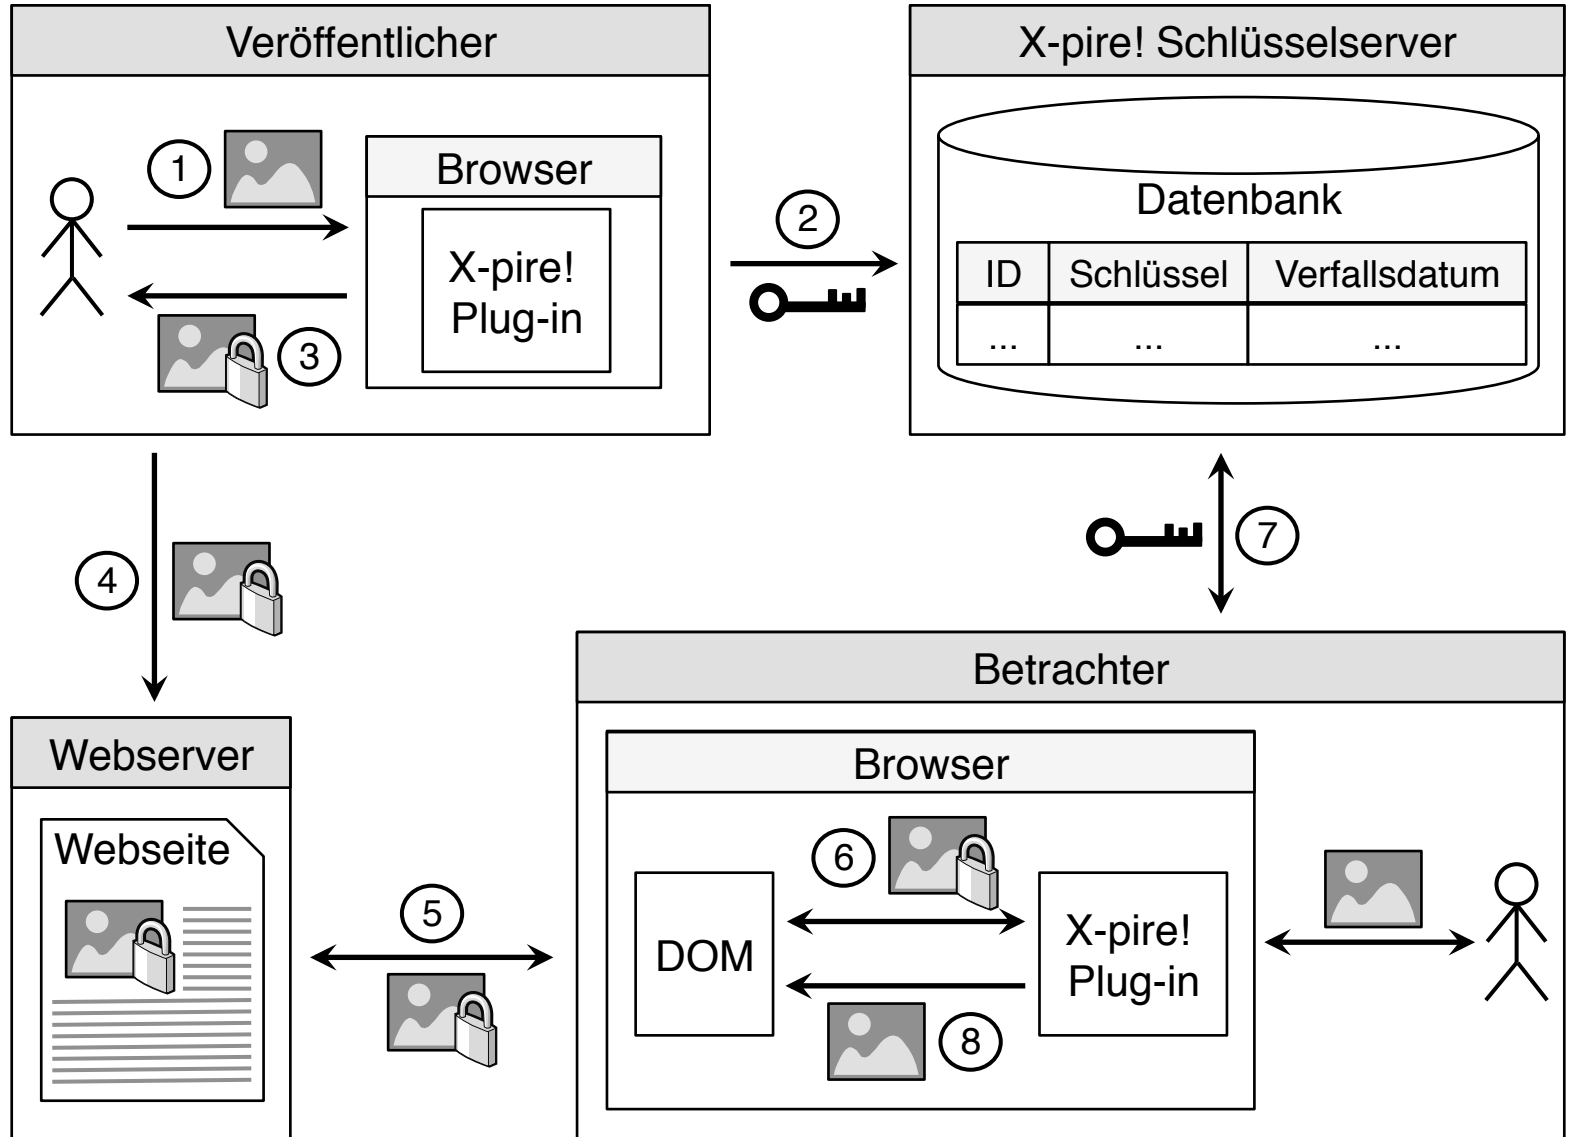 Veröffentlicher
1
Browser
X-pire!
Plug-in
3
2
X-pire! Schlüsselserver
Datenbank
ID Schlüssel Verfallsdatum
... ... ...
4
7
Webserver
Webseite
5
Betrachter
Browser
6
DOM
X-pire!
Plug-in
8